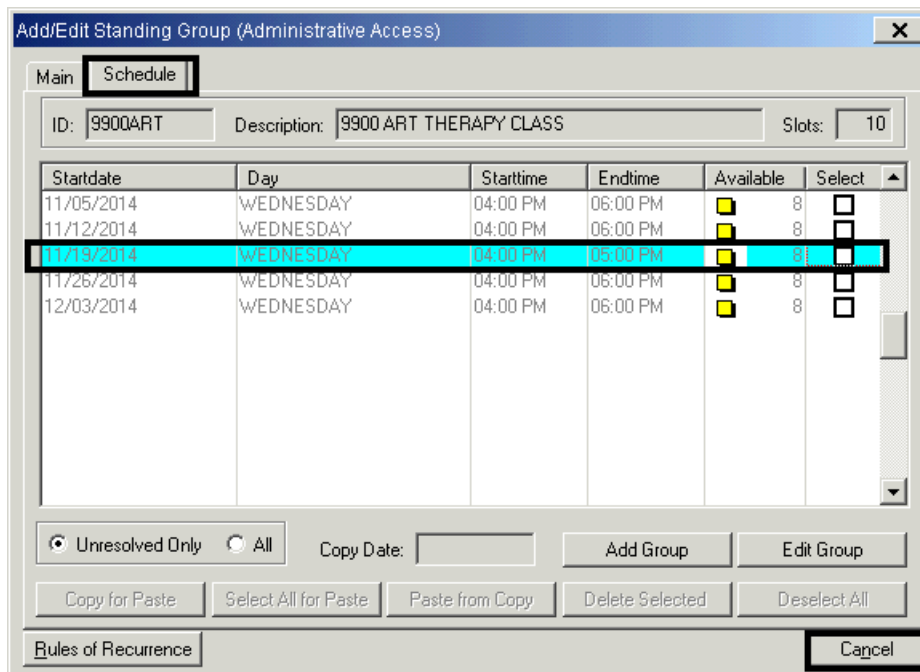 Add/Edit Standing Group (Administrative Access)
Main Schedule
ID: 9900ART Description: 9900 ART THERAPY CLASS Slots: 10
Startdate Day Starttime Endtime Available Select
11/05/2014 WEDNESDAY 04:00 PM 06:00 PM 8
11/12/2014 WEDNESDAY 04:00 PM 06:00 PM 8
11/19/2014 WEDNESDAY 04:00 PM 05:00 PM 8
11/26/2014 WEDNESDAY 04:00 PM 06:00 PM 8
12/03/2014 WEDNESDAY 04:00 PM 06:00 PM 8
Unresolved Only All Copy Date: Add Group Edit Group
Copy for Paste Select All for Paste Paste from Copy Delete Selected Deselect All
Rules of Recurrence Cancel